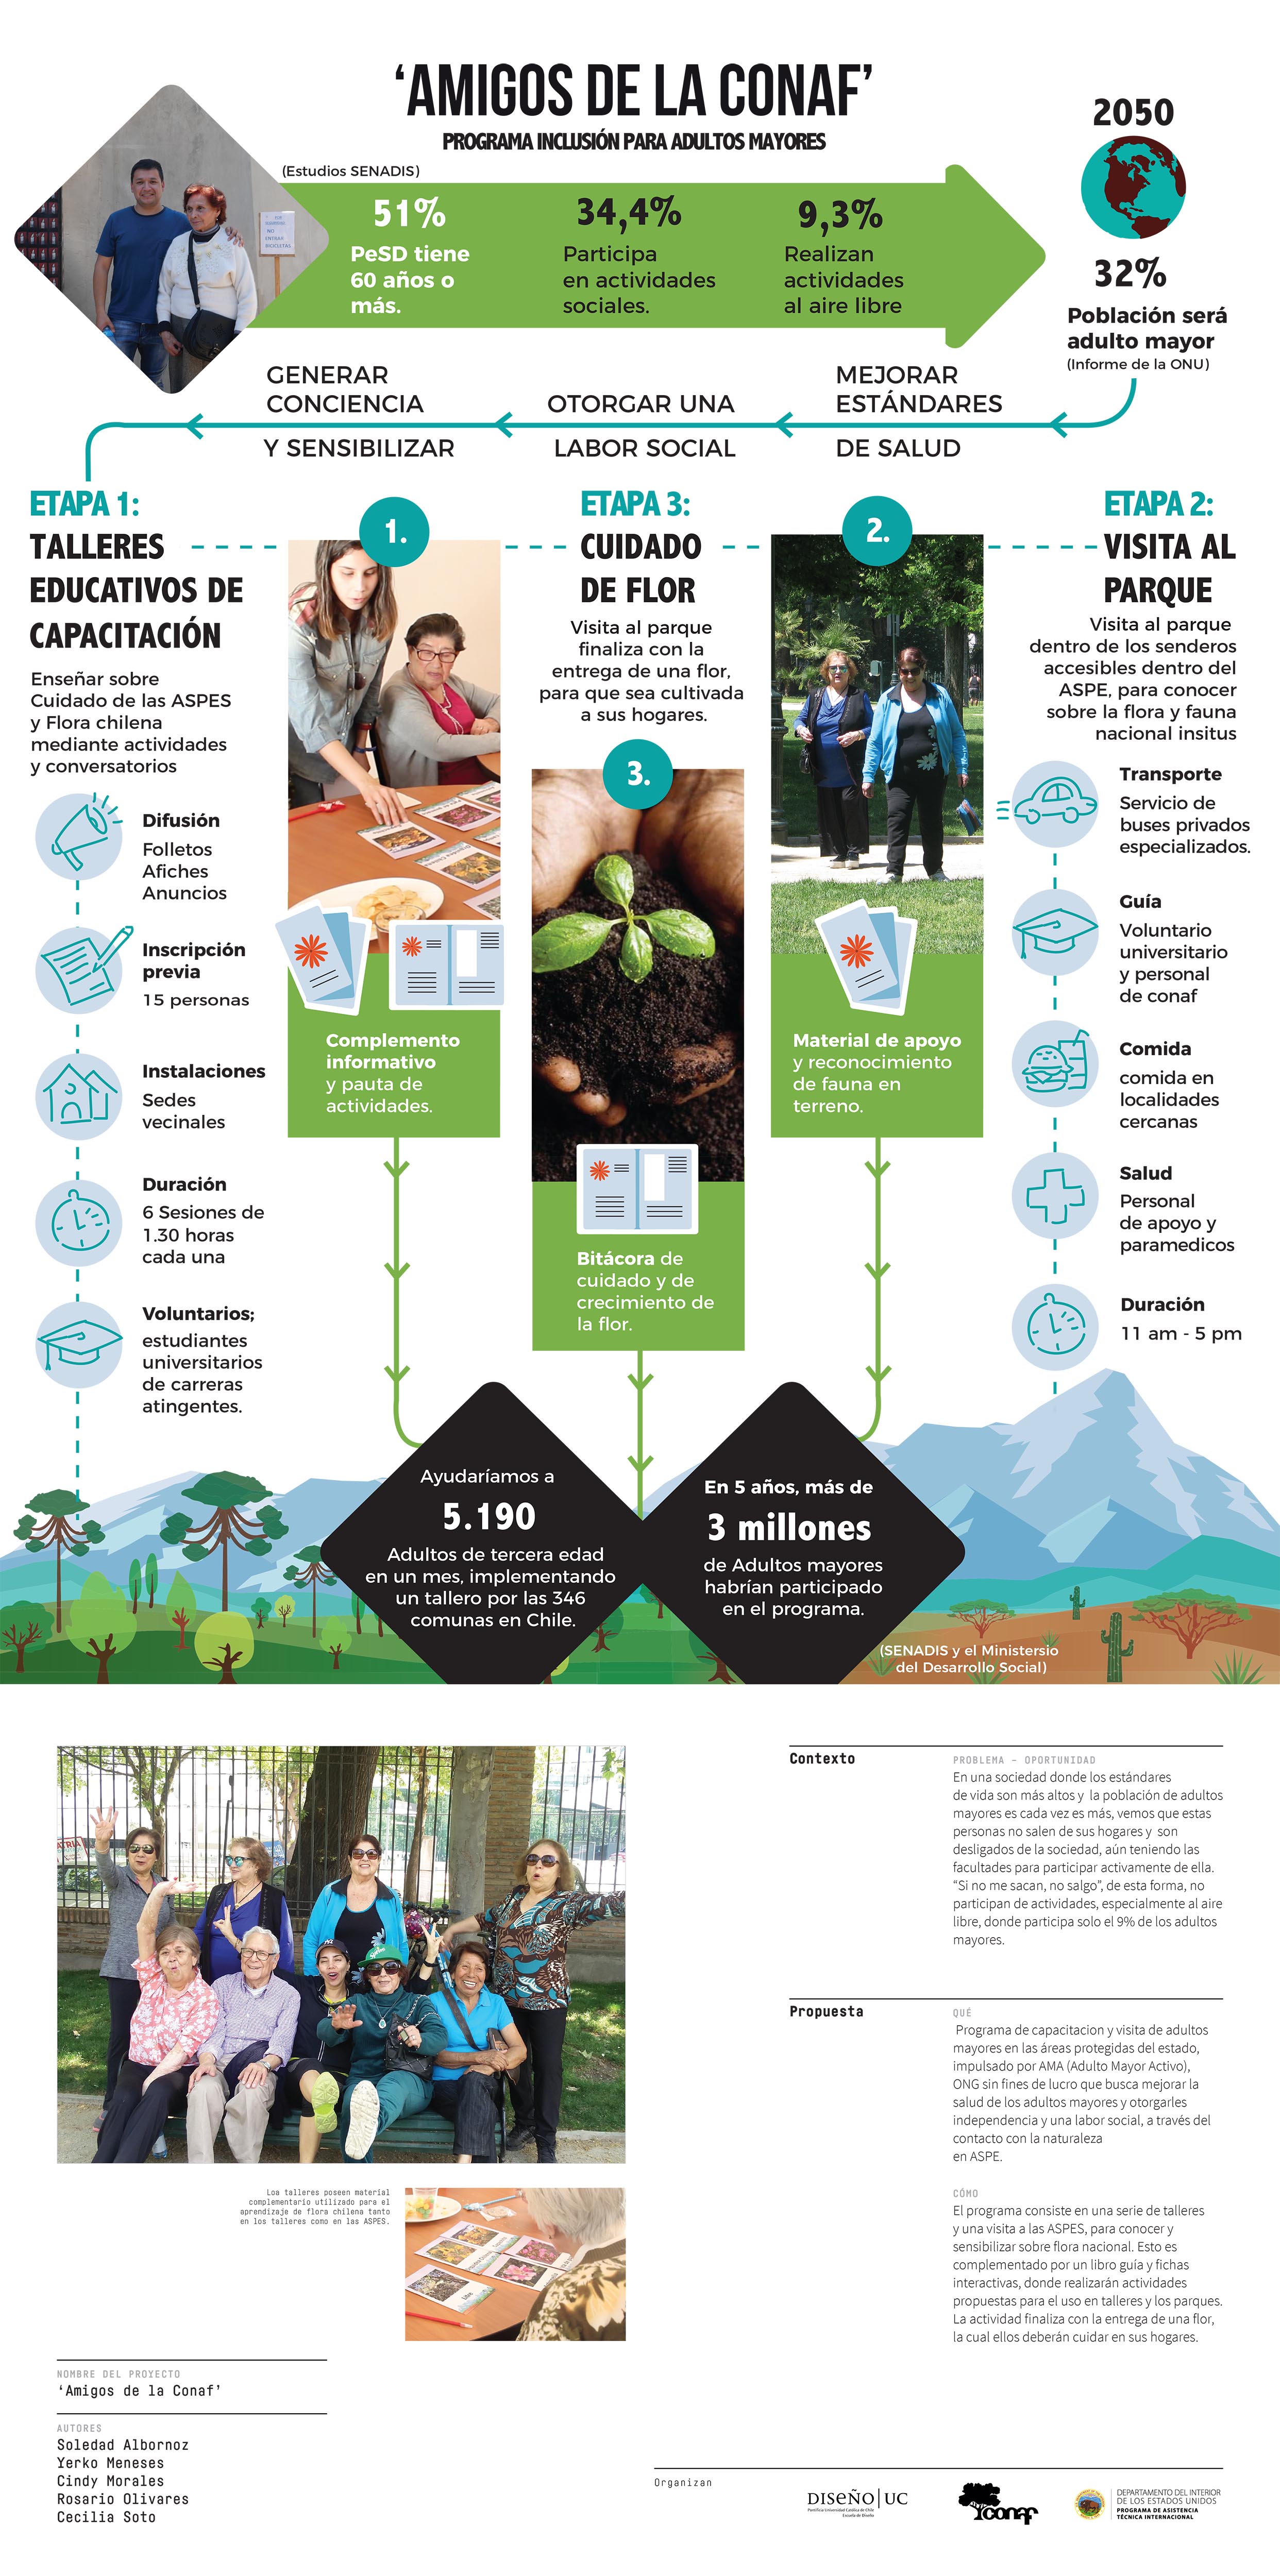 ‘AMIGOS DE LA CONAF’
PROGRAMA INCLUSIÓN PARA ADULTOS MAYORES
(Estudios SENADIS)
51%
PeSD tiene
60 años o
más.
34,4%
Participa
en actividades
sociales.
9,3%
Realizan
actividades
al aire libre
2050
32%
Población será
adulto mayor
(Informe de la ONU)
GENERAR
CONCIENCIA
Y SENSIBILIZAR
OTORGAR UNA
LABOR SOCIAL
MEJORAR
ESTÁNDARES
DE SALUD
ETAPA 1:
TALLERES
EDUCATIVOS DE
CAPACITACIÓN
Enseñar sobre
Cuidado de las ASPES
y Flora chilena
mediante actividades
y conversatorios
Difusión
Folletos
Afiches
Anuncios
Inscripción
previa
15 personas
Instalaciones
Sedes
vecinales
Duración
6 Sesiones de
1.30 horas
cada una
Voluntarios;
estudiantes
universitarios
de carreras
atingentes.
1.
Complemento
informativo
y pauta de
actividades.
ETAPA 3:
CUIDADO
DE FLOR
Visita al parque
finaliza con la
entrega de una flor,
para que sea cultivada
a sus hogares.
3.
Bitácora de
cuidado y de
crecimiento de
la flor.
2.
Material de apoyo
y reconocimiento
de fauna en
terreno.
ETAPA 2:
VISITA AL
PARQUE
Visita al parque
dentro de los senderos
accesibles dentro del
ASPE, para conocer
sobre la flora y fauna
nacional insitus
Transporte
Servicio de
buses privados
especializados.
Guía
Voluntario
universitario
y personal
de conaf
Comida
comida en
localidades
cercanas
Salud
Personal
de apoyo y
paramedicos
Duración
11 am - 5 pm
Ayudaríamos a
5.190
Adultos de tercera edad
en un mes, implementando
un tallero por las 346
comunas en Chile.
En 5 años, más de
3 millones
de Adultos mayores
habrían participado
en el programa.
(SENADIS y el Ministersio
del Desarrollo Social)
Contexto
PROBLEMA – OPORTUNIDAD
En una sociedad donde los estándares
de vida son más altos y la población de adultos
mayores es cada vez es más, vemos que estas
personas no salen de sus hogares y son
desligados de la sociedad, aún teniendo las
facultades para participar activamente de ella.
“Si no me sacan, no salgo”, de esta forma, no
participan de actividades, especialmente al aire
libre, donde participa solo el 9% de los adultos
mayores.
Propuesta
QUÉ
Programa de capacitacion y visita de adultos
mayores en las áreas protegidas del estado,
impulsado por AMA (Adulto Mayor Activo),
ONG sin fines de lucro que busca mejorar la
salud de los adultos mayores y otorgarles
independencia y una labor social, a través del
contacto con la naturaleza
en ASPE.
CÓMO
El programa consiste en una serie de talleres
y una visita a las ASPES, para conocer y
sensibilizar sobre flora nacional. Esto es
complementado por un libro guía y fichas
interactivas, donde realizarán actividades
propuestas para el uso en talleres y los parques.
La actividad finaliza con la entrega de una flor,
la cual ellos deberán cuidar en sus hogares.
Loa talleres poseen material
complementario utilizado para el
aprendizaje de flora chilena tanto
en los talleres como en las ASPES.
NOMBRE DEL PROYECTO
‘Amigos de la Conaf’
AUTORES
Soledad Albornoz
Yerko Meneses
Cindy Morales
Rosario Olivares
Cecilia Soto
Organizan
DISEÑO|UC
Pontificia Universidad Católica de Chile
Escuela de Diseño
conaf
DEPARTAMENTO DEL INTERIOR
DE LOS ESTADOS UNIDOS
PROGRAMA DE ASISTENCIA
TÉCNICA INTERNACIONAL